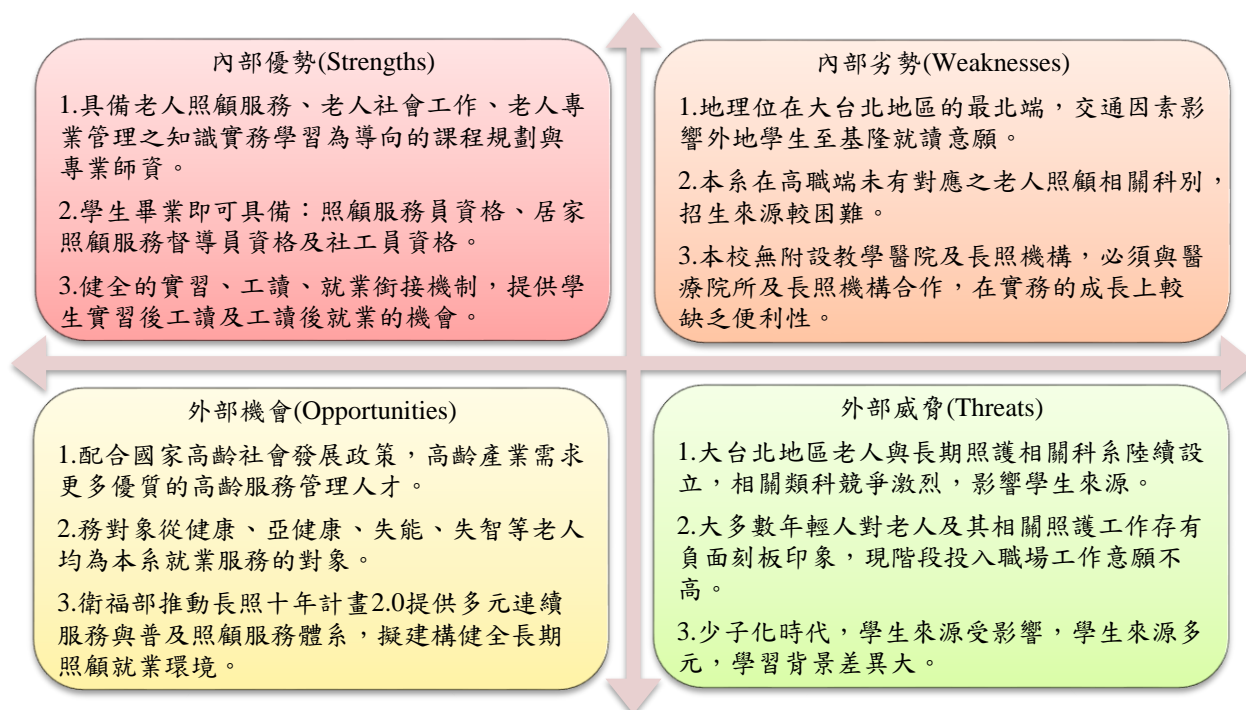 內部優勢(Strengths)
1.具備老人照顧服務、老人社會工作、老人專
業管理之知識實務學習為導向的課程規劃與
專業師資。
2.學生畢業即可具備：照顧服務員資格、居家
照顧服務督導員資格及社工員資格。
3.健全的實習、工讀、就業銜接機制，提供學
生實習後工讀及工讀後就業的機會。
內部劣勢(Weaknesses)
1.地理位在大台北地區的最北端，交通因素影
響外地學生至基隆就讀意願。
2.本系在高職端未有對應之老人照顧相關科別，
招生來源較困難。
3.本校無附設教學醫院及長照機構，必須與醫
療院所及長照機構合作，在實務的成長上較
缺乏便利性。
外部機會(Opportunities)
1.配合國家高齡社會發展政策，高齡產業需求
更多優質的高齡服務管理人才。
2.務對象從健康、亞健康、失能、失智等老人
均為本系就業服務的對象。
3.衛福部推動長照十年計畫2.0提供多元連續
服務與普及照顧服務體系，擬建構健全長期
照顧就業環境。
外部威脅(Threats)
1.大台北地區老人與長期照護相關科系陸續設
立，相關類科競爭激烈，影響學生來源。
2.大多數年輕人對老人及其相關照護工作存有
負面刻板印象，現階段投入職場工作意願不
高。
3.少子化時代，學生來源受影響，學生來源多
元，學習背景差異大。